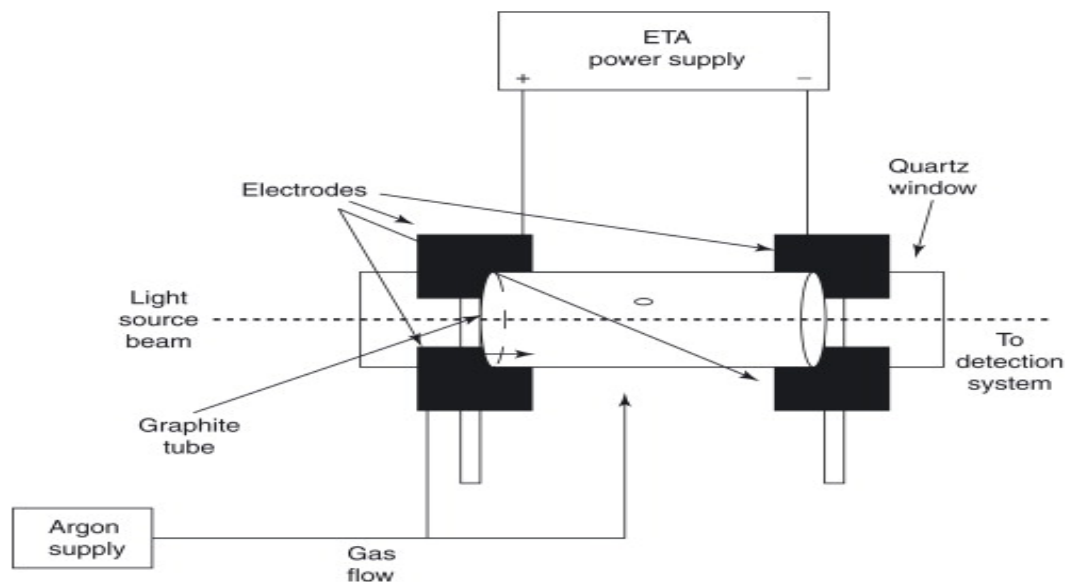 ETA
power supply
+
−
Electrodes
Quartz
window
Light
source
beam
To
detection
system
Graphite
tube
Argon
supply
Gas
flow